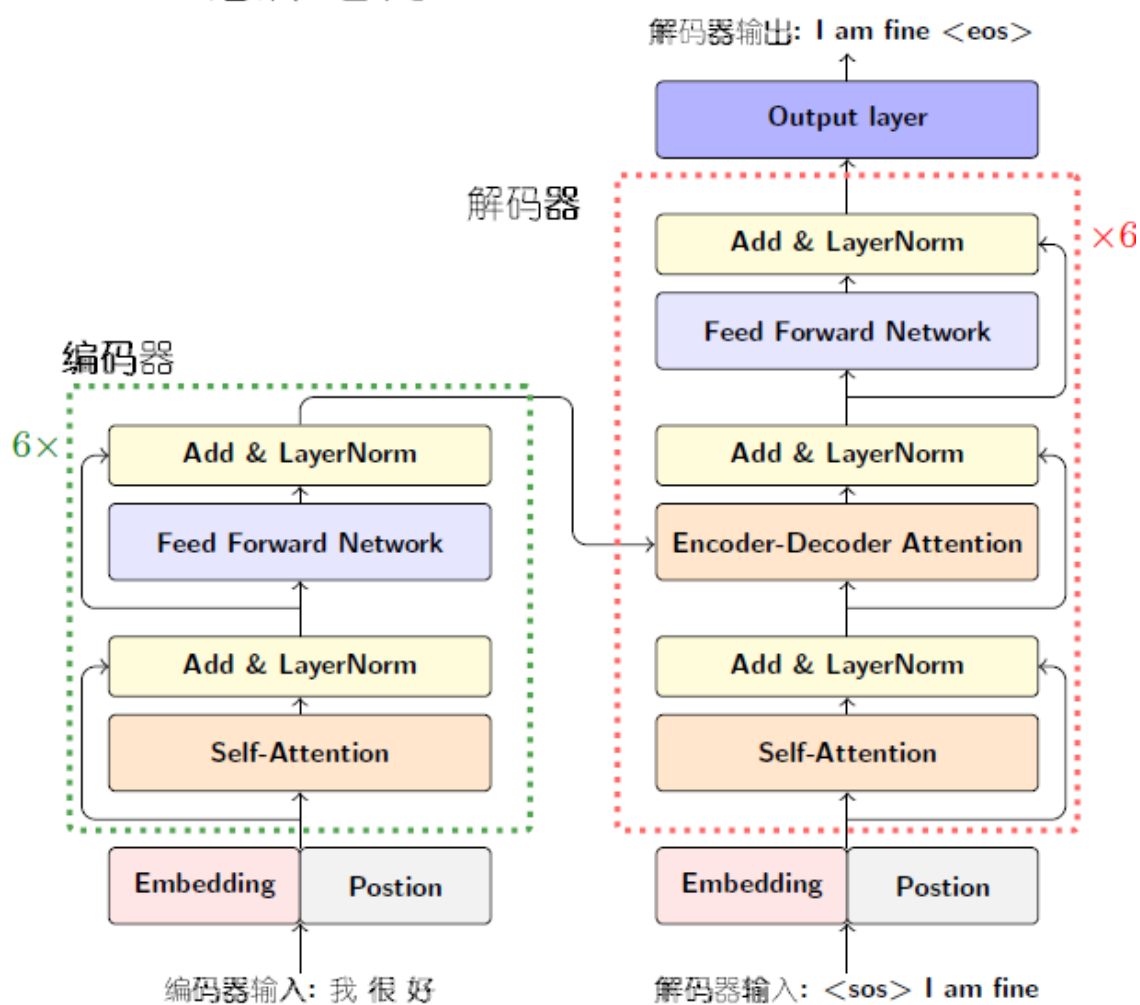 解码器输出: I am fine <eos>
Output layer
解码器
Add & LayerNorm
×6
Feed Forward Network
编码器
6×
Add & LayerNorm
Feed Forward Network
Add & LayerNorm
Self-Attention
Add & LayerNorm
Encoder-Decoder Attention
Add & LayerNorm
Self-Attention
Embedding
Postion
Embedding
Postion
编码器输入: 我 很 好
解码器输入: <sos> I am fine